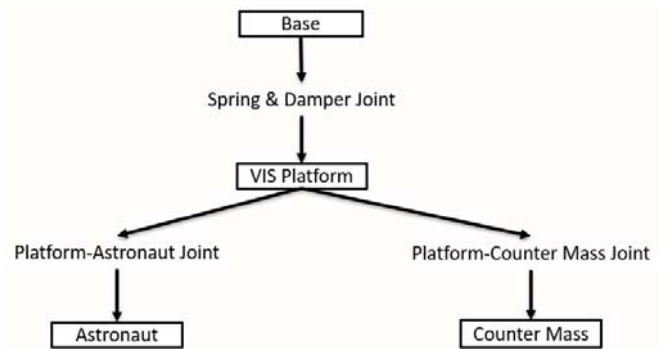 Base
Spring & Damper Joint
VIS Platform
Platform-Astronaut Joint
Platform-Counter Mass Joint
Astronaut
Counter Mass